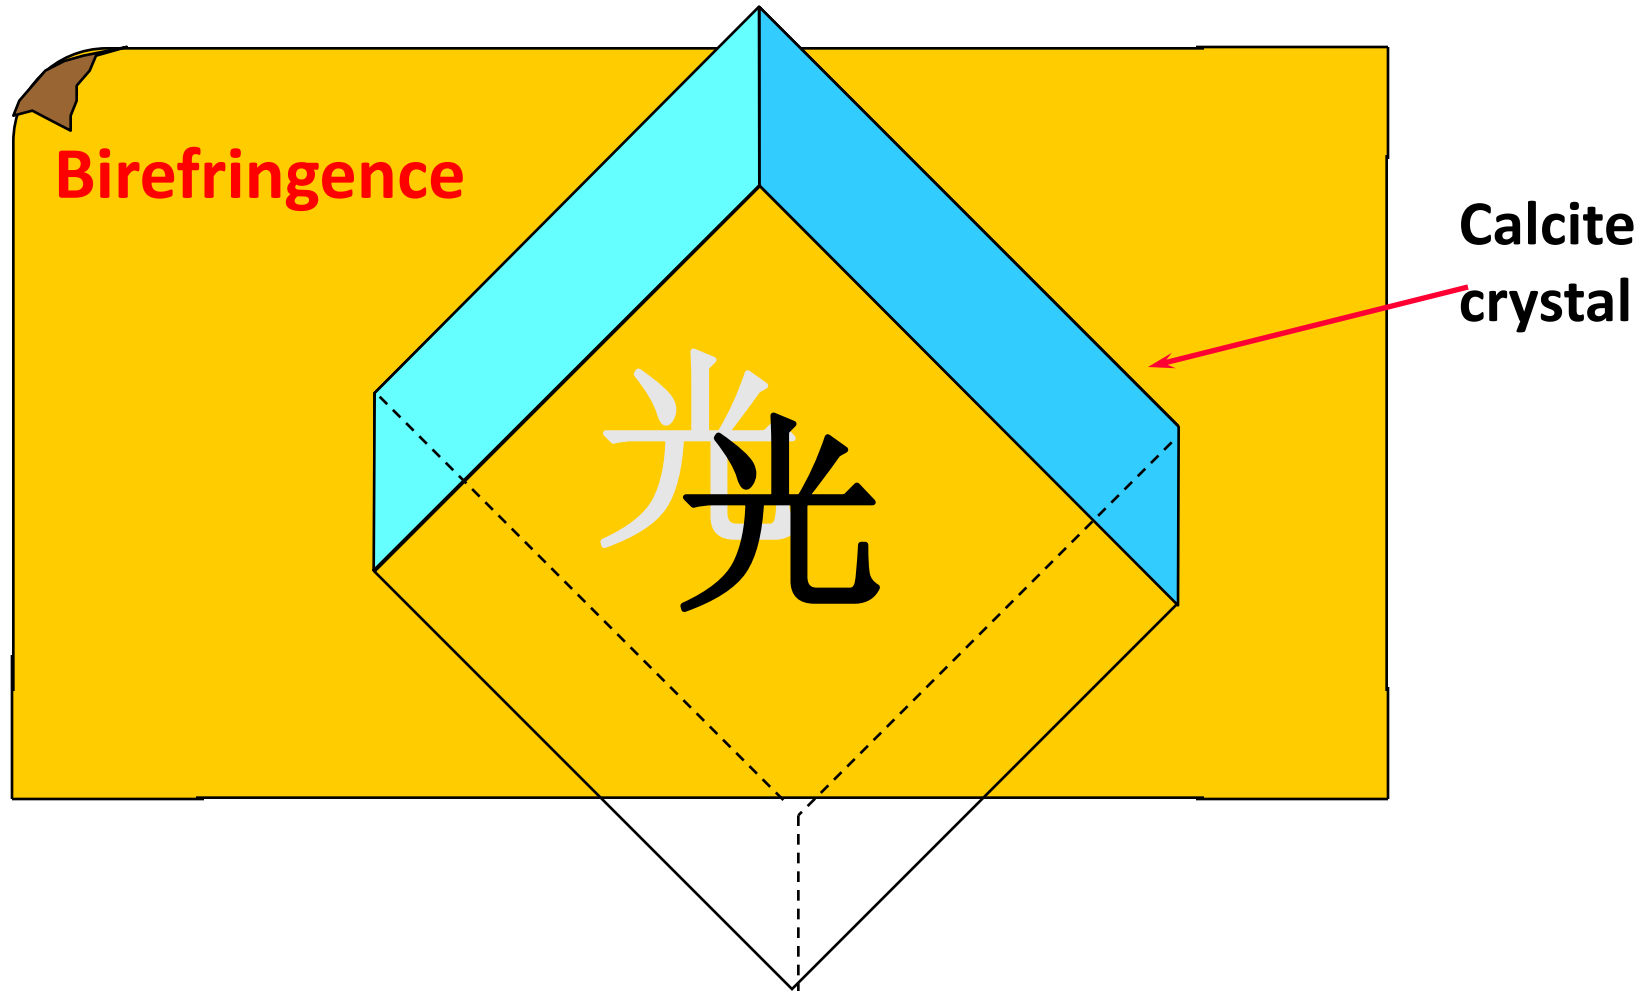 Birefringence
Calcite
crystal
光
光